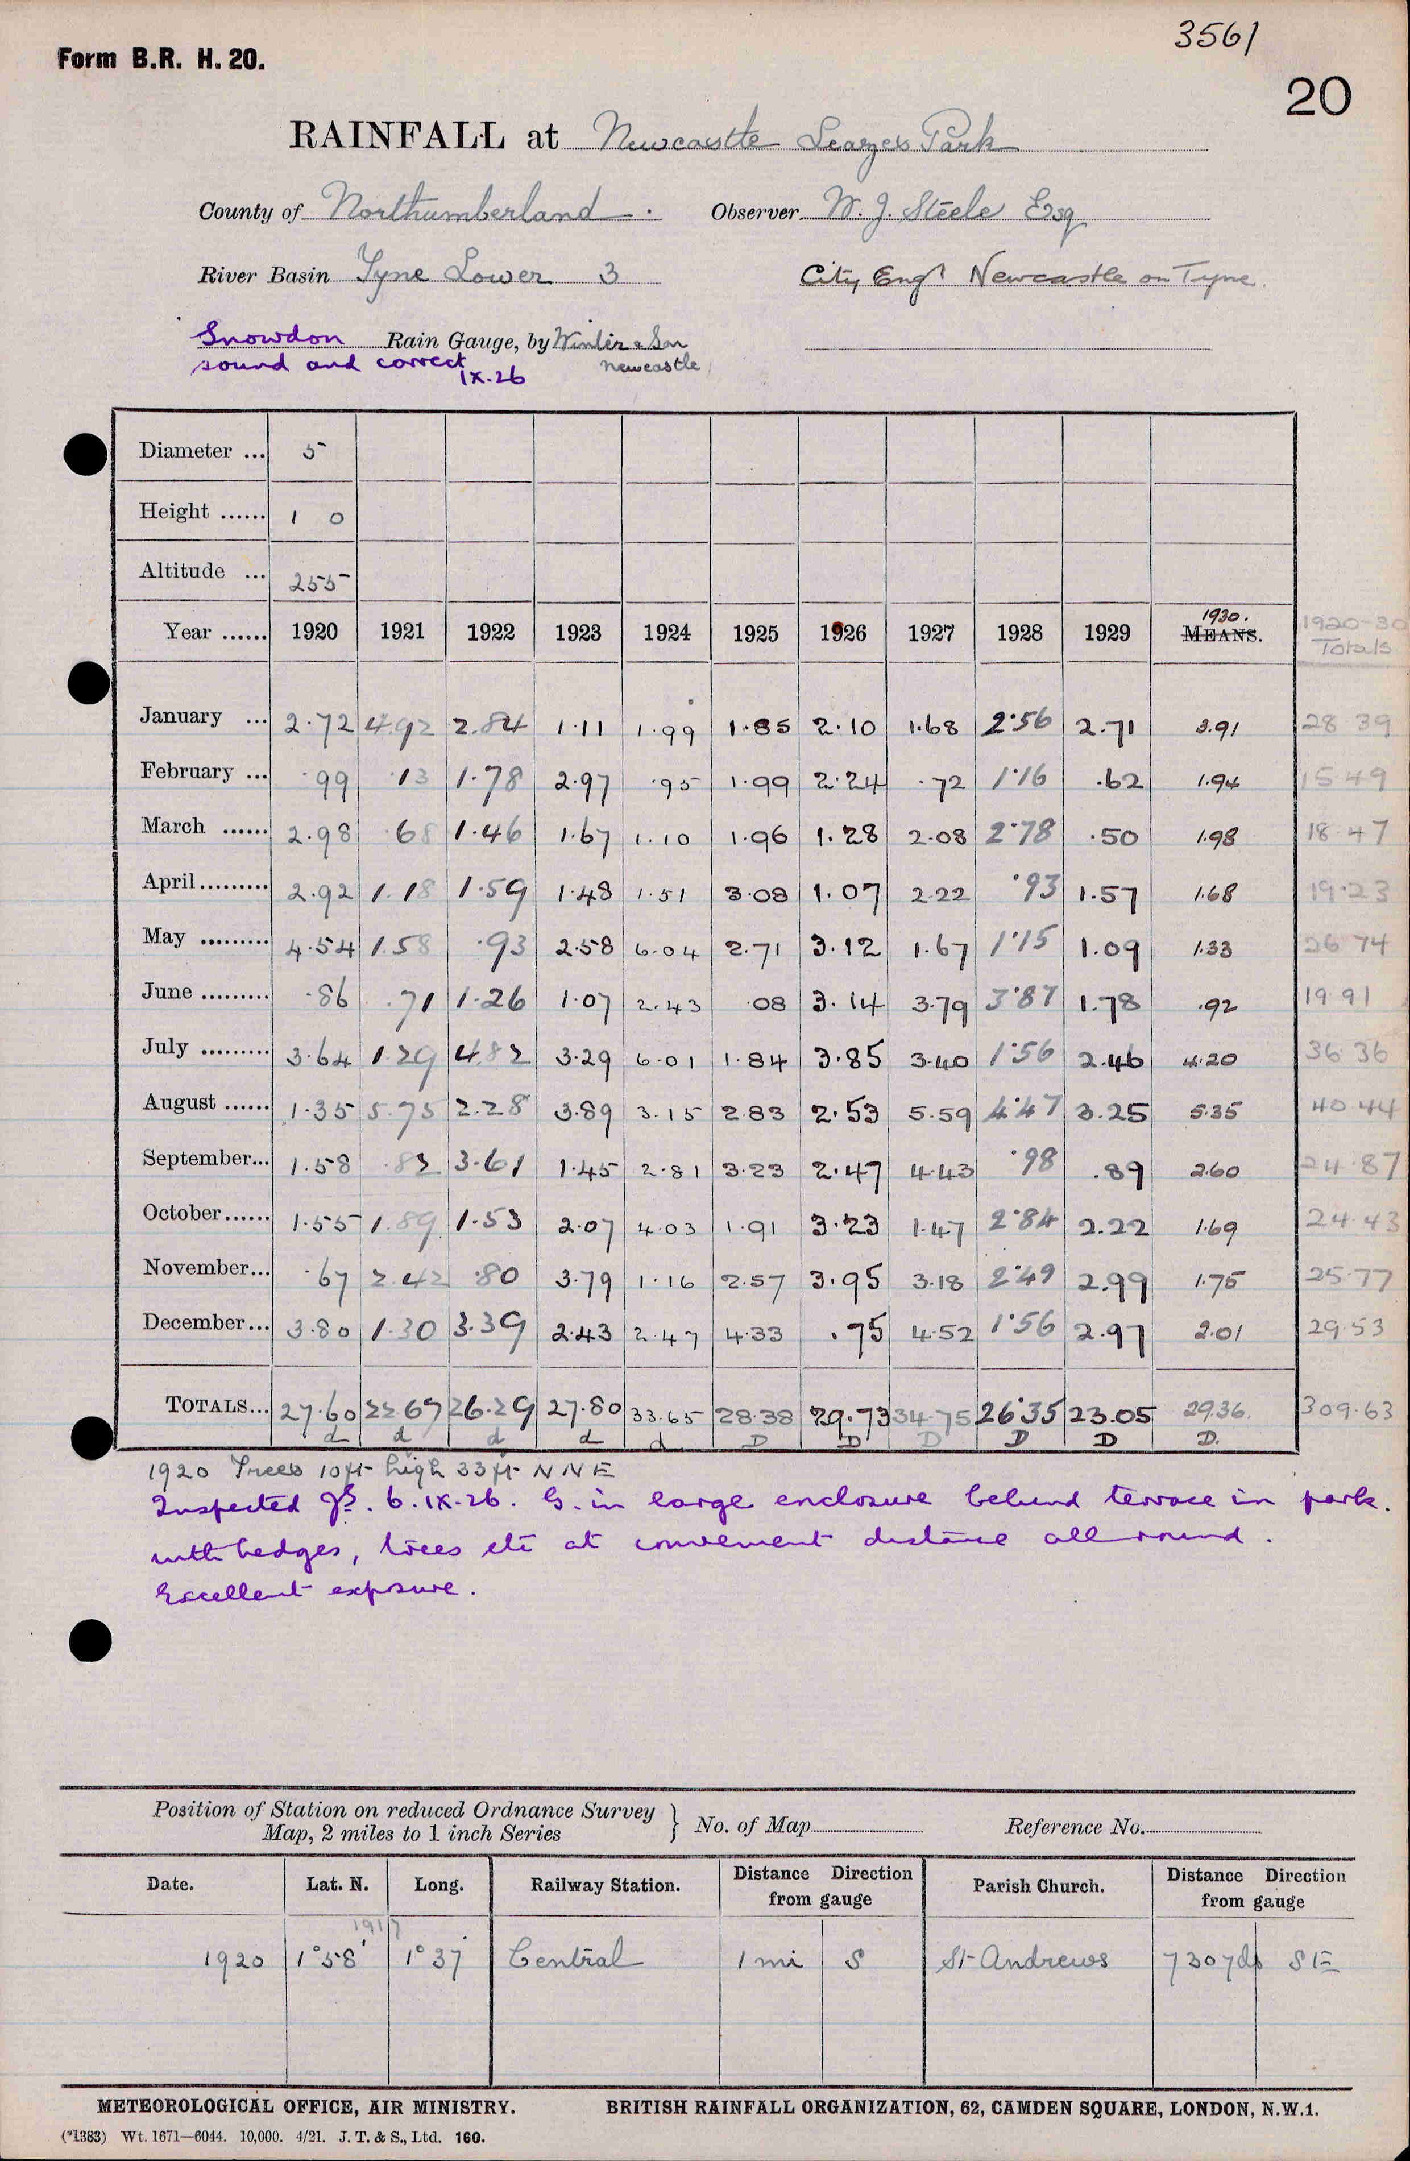 3561
Form B.R. H. 20.
20
RAINFALL at Newcastle Leazes Park
County of Northumberland. Observer W. J. Steele Esq
River Basin Tyne Lower 3 City Engr Newcastle on Tyne.
Snowdon Rain Gauge, by Winter & Son
sound and correct Newcastle
IX.26
Diameter ... 5
Height ...... 1 0
Altitude ... 255
Year ...... 1920 1921 1922 1923 1924 1925 1926 1927 1928 1929 1930. MEANS. 1920-30 Totals
January ... 2.72 4.92 2.84 1.11 1.99 1.85 2.10 1.68 2.56 2.71 3.91 28.39
February ... .99 .13 1.78 2.97 .95 1.99 2.24 .72 1.16 .62 1.94 15.49
March ...... 2.98 .68 1.46 1.67 1.10 1.96 1.28 2.08 2.78 .50 1.98 18.47
April ......... 2.92 1.18 1.59 1.48 1.51 3.08 1.07 2.22 .93 1.57 1.68 19.23
May ......... 4.54 1.58 .93 2.58 6.04 2.71 3.12 1.67 1.15 1.09 1.33 26.74
June ......... .86 .71 1.26 1.07 2.43 .08 3.14 3.79 3.87 1.78 .92 19.91
July ......... 3.64 1.29 4.82 3.29 6.01 1.84 3.85 3.40 1.56 2.46 4.20 36.36
August ...... 1.35 5.75 2.28 3.89 3.15 2.83 2.53 5.59 4.47 3.25 5.35 40.44
September... 1.58 .82 3.61 1.45 2.81 3.23 2.47 4.43 .98 .89 2.60 24.87
October...... 1.55 1.89 1.53 2.07 4.03 1.91 3.23 1.47 2.84 2.22 1.69 24.43
November... .67 2.42 .80 3.79 1.16 2.57 3.95 3.18 2.49 2.99 1.75 25.77
December... 3.80 1.30 3.39 2.43 2.47 4.33 .75 4.52 1.56 2.97 2.01 29.53
TOTALS... 27.60 22.67 26.29 27.80 33.65 28.38 29.73 34.75 26.35 23.05 29.36. 309.63
d d d d d D D D D D D.
1920 Trees 10 ft high 33 ft NNE
Inspected 6.IX.26. G. in large enclosure behind terrace in park.
with hedges, trees etc at convenient distance all round.
Excellent exposure.
Position of Station on reduced Ordnance Survey Map, 2 miles to 1 inch Series } No. of Map Reference No.
Date. Lat. N. Long. Railway Station. Distance Direction from gauge Parish Church. Distance Direction from gauge
1917
1920 1°58' 1°37' Central 1 mi S St Andrews 730 yds SE
METEOROLOGICAL OFFICE, AIR MINISTRY. BRITISH RAINFALL ORGANIZATION, 62, CAMDEN SQUARE, LONDON, N.W.1.
(*1383) Wt. 1671—6044. 10,000. 4/21. J. T. & S., Ltd. 160.